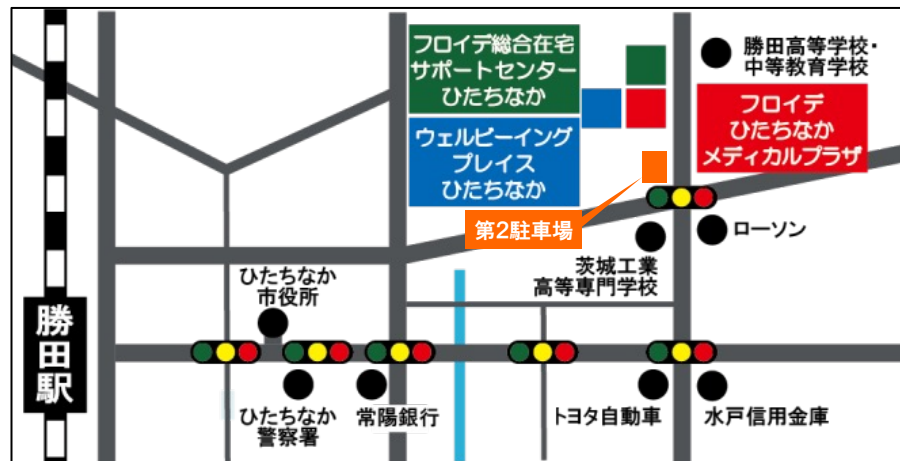 フロイデ総合在宅
サポートセンター
ひたちなか
勝田高等学校・
中等教育学校
フロイデ
ひたちなか
メディカルプラザ
ウェルビーイング
プレイス
ひたちなか
第2駐車場
ローソン
茨城工業
高等専門学校
ひたちなか
市役所
勝田駅
ひたちなか
警察署
常陽銀行
トヨタ自動車
水戸信用金庫